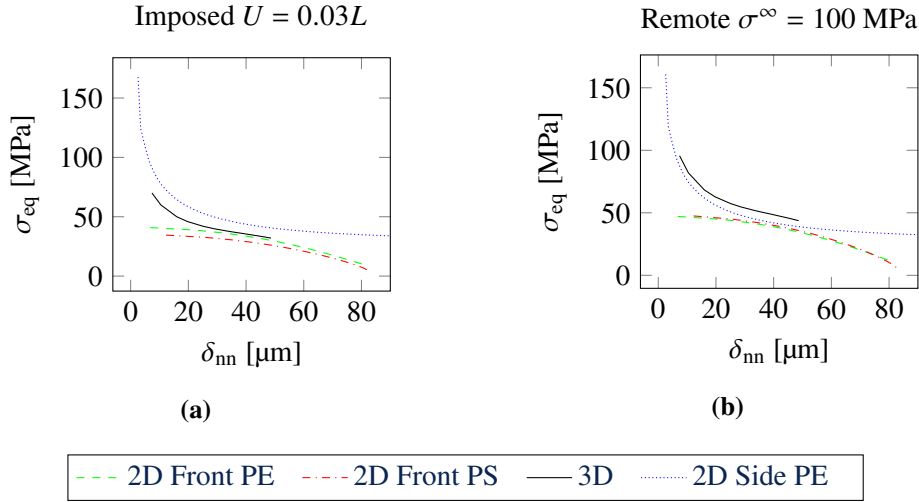 Imposed U = 0.03L
Remote σ^∞ = 100 MPa
150
100
50
0
σ_eq [MPa]
0 20 40 60 80
δ_nn [µm]
(a)
150
100
50
0
σ_eq [MPa]
0 20 40 60 80
δ_nn [µm]
(b)
2D Front PE 2D Front PS 3D 2D Side PE